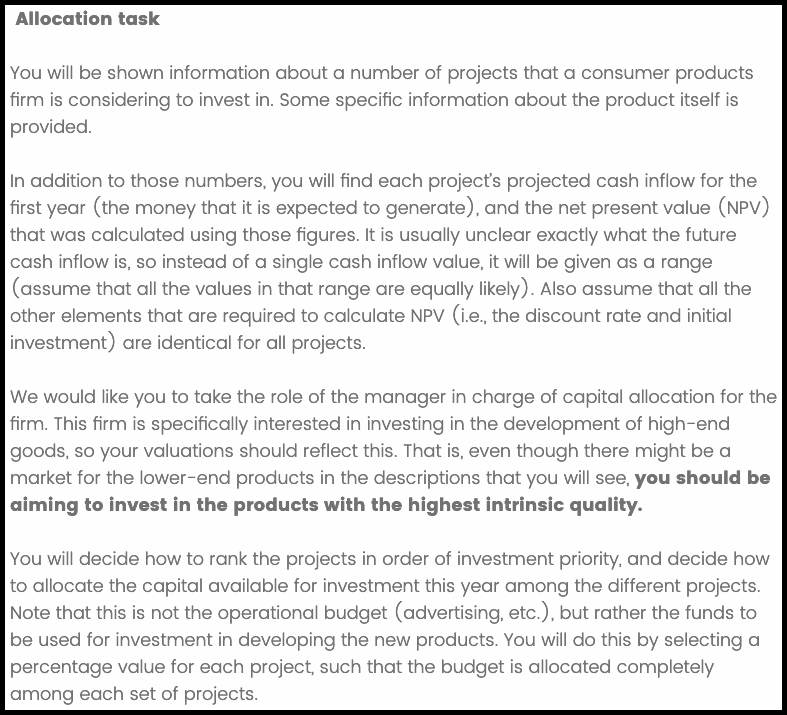 Allocation task
You will be shown information about a number of projects that a consumer products
firm is considering to invest in. Some specific information about the product itself is
provided.
In addition to those numbers, you will find each project's projected cash inflow for the
first year (the money that it is expected to generate), and the net present value (NPV)
that was calculated using those figures. It is usually unclear exactly what the future
cash inflow is, so instead of a single cash inflow value, it will be given as a range
(assume that all the values in that range are equally likely). Also assume that all the
other elements that are required to calculate NPV (i.e., the discount rate and initial
investment) are identical for all projects.
We would like you to take the role of the manager in charge of capital allocation for the
firm. This firm is specifically interested in investing in the development of high-end
goods, so your valuations should reflect this. That is, even though there might be a
market for the lower-end products in the descriptions that you will see, you should be
aiming to invest in the products with the highest intrinsic quality.
You will decide how to rank the projects in order of investment priority, and decide how
to allocate the capital available for investment this year among the different projects.
Note that this is not the operational budget (advertising, etc.), but rather the funds to
be used for investment in developing the new products. You will do this by selecting a
percentage value for each project, such that the budget is allocated completely
among each set of projects.